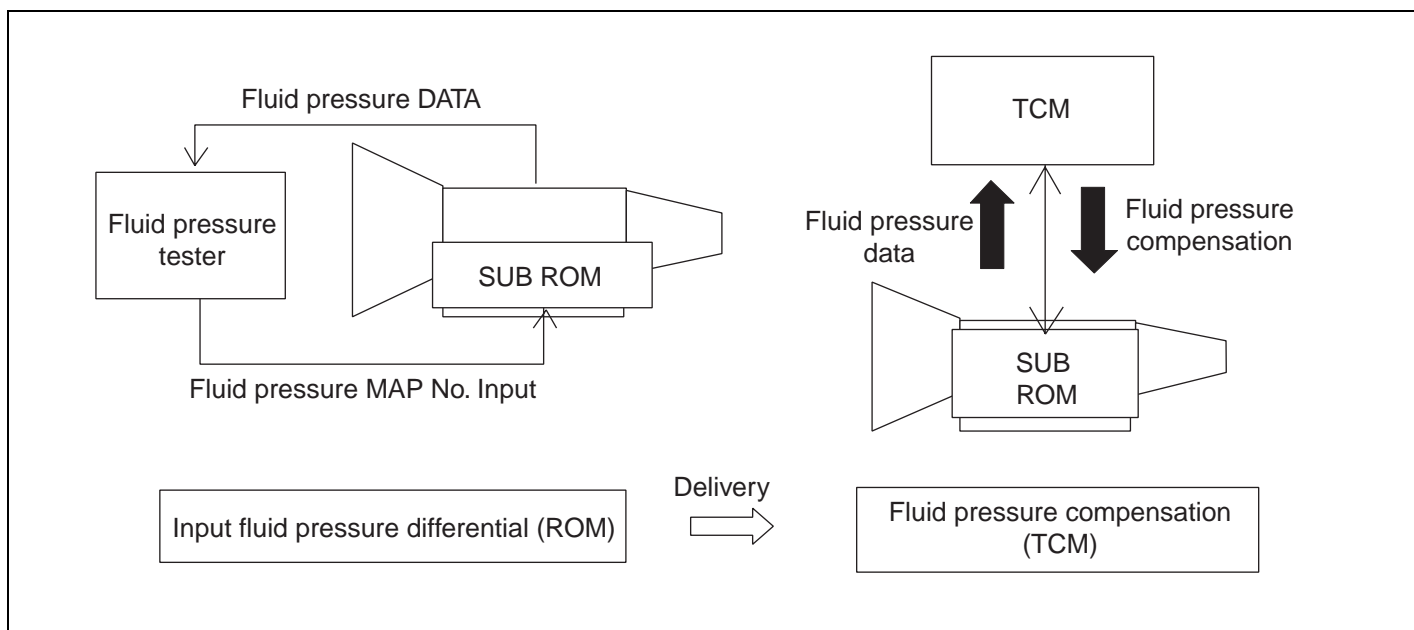 Fluid pressure DATA
Fluid pressure
tester
SUB ROM
Fluid pressure MAP No. Input
TCM
Fluid pressure
data
Fluid pressure
compensation
SUB
ROM
Input fluid pressure differential (ROM)
Delivery
Fluid pressure compensation
(TCM)